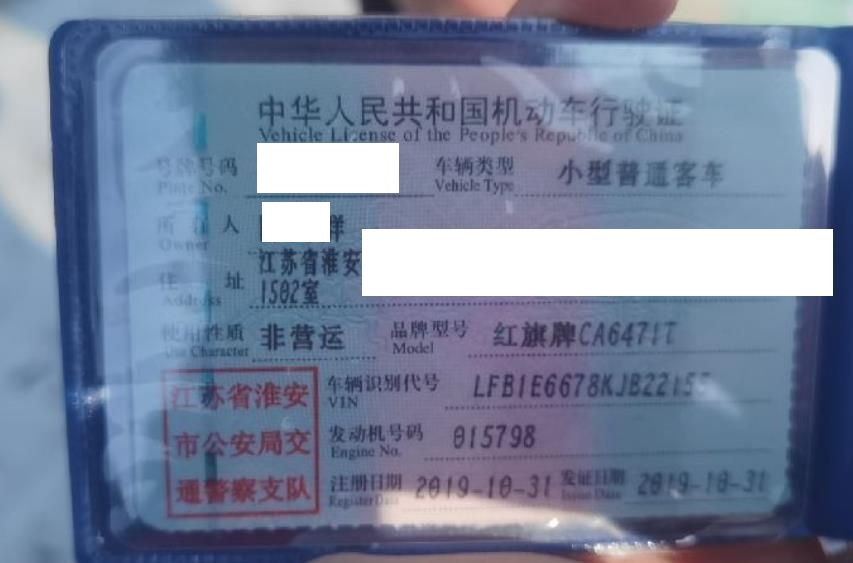 中华人民共和国机动车行驶证
Vehicle License of the People's Republic of China
号牌号码 车辆类型 小型普通客车
Plate No. Vehicle Type
所有人 祥
Owner
住址 江苏省淮安
1502室
Address
使用性质 非营运 品牌型号 红旗牌CA6471T
Use Character Model
江苏省淮安 车辆识别代号 LFB1E6678KJB22155
VIN
市公安局交 发动机号码 015798
Engine No.
通警察支队 注册日期 2019-10-31 发证日期 2019-10-31
Register Date Issue Date